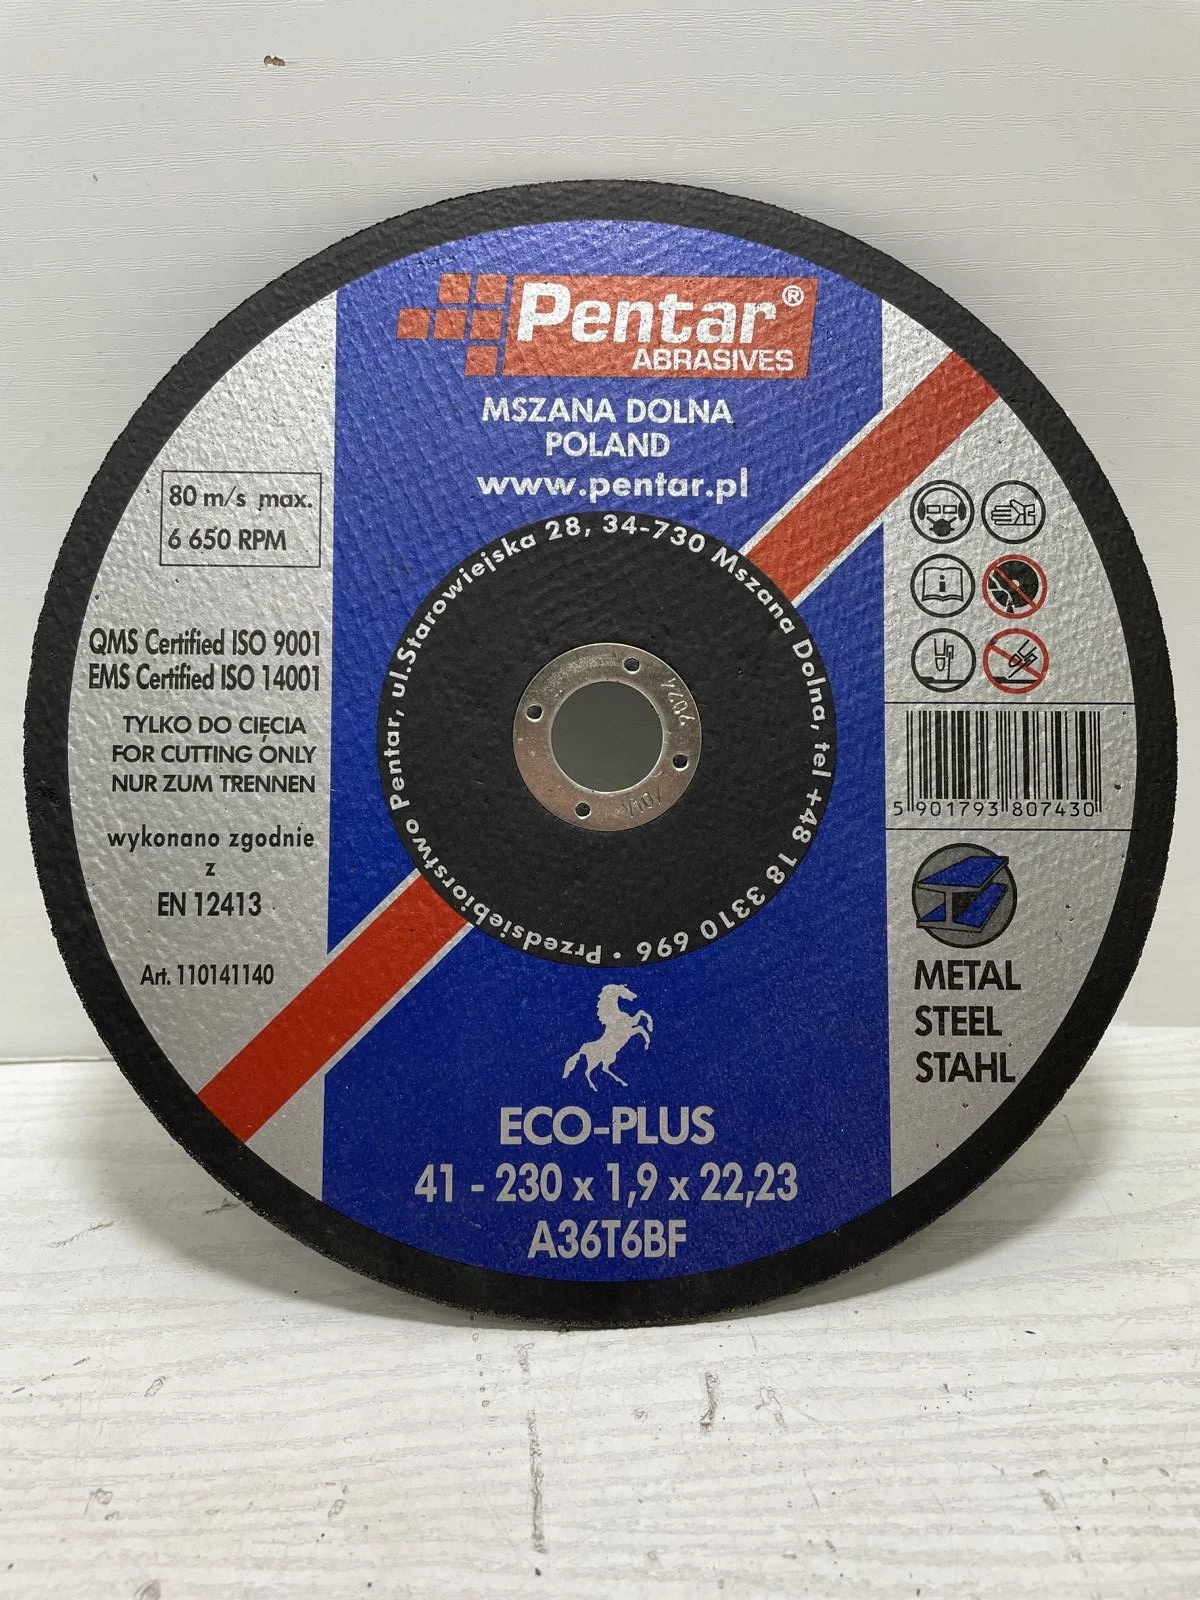 Pentar®
ABRASIVES
MSZANA DOLNA
POLAND
www.pentar.pl
80 m/s max.
6 650 RPM
QMS Certified ISO 9001
EMS Certified ISO 14001
TYLKO DO CIĘCIA
FOR CUTTING ONLY
NUR ZUM TRENNEN
wykonano zgodnie
z
EN 12413
Art. 110141140
Przedsiębiorstwo Pentar, ul.Starowiejska 28, 34-730 Mszana Dolna, tel +48 18 3310 696 •
5 901793 807430
METAL
STEEL
STAHL
ECO-PLUS
41 - 230 x 1,9 x 22,23
A36T6BF